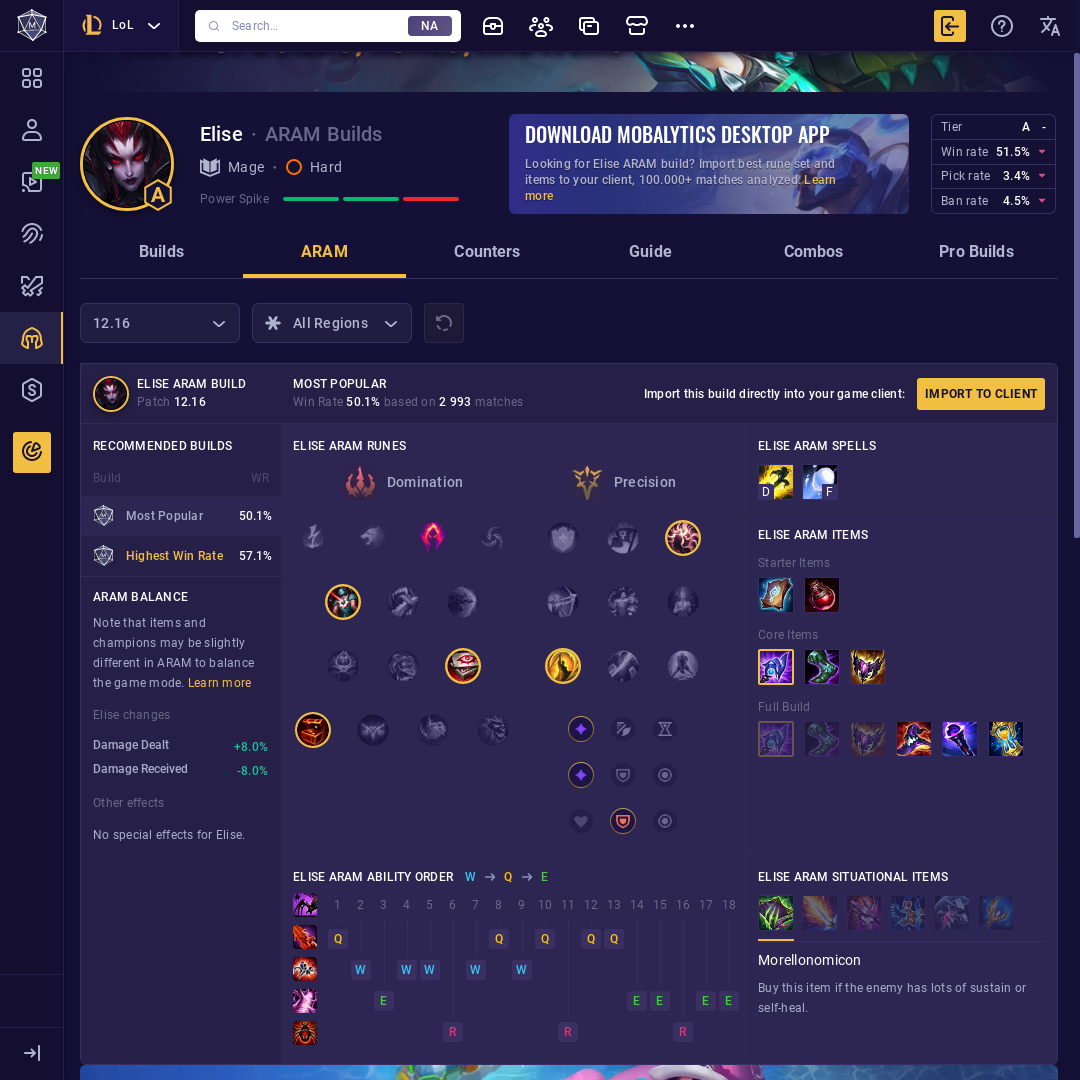 LoL
Search...
NA
NEW
Elise · ARAM Builds
Mage · Hard
Power Spike
A
DOWNLOAD MOBALYTICS DESKTOP APP
Looking for Elise ARAM build? Import best rune set and
items to your client, 100.000+ matches analyzed. Learn
more
Tier A -
Win rate 51.5%
Pick rate 3.4%
Ban rate 4.5%
Builds ARAM Counters Guide Combos Pro Builds
12.16
All Regions
ELISE ARAM BUILD
Patch 12.16
MOST POPULAR
Win Rate 50.1% based on 2 993 matches
Import this build directly into your game client:
IMPORT TO CLIENT
RECOMMENDED BUILDS
Build WR
Most Popular 50.1%
Highest Win Rate 57.1%
ARAM BALANCE
Note that items and
champions may be slightly
different in ARAM to balance
the game mode. Learn more
Elise changes
Damage Dealt +8.0%
Damage Received -8.0%
Other effects
No special effects for Elise.
ELISE ARAM RUNES
Domination
Precision
ELISE ARAM SPELLS
D F
ELISE ARAM ITEMS
Starter Items
Core Items
Full Build
ELISE ARAM ABILITY ORDER W → Q → E
1 2 3 4 5 6 7 8 9 10 11 12 13 14 15 16 17 18
Q Q Q Q Q
W W W W W
E E E E E
R R R
ELISE ARAM SITUATIONAL ITEMS
Morellonomicon
Buy this item if the enemy has lots of sustain or
self-heal.